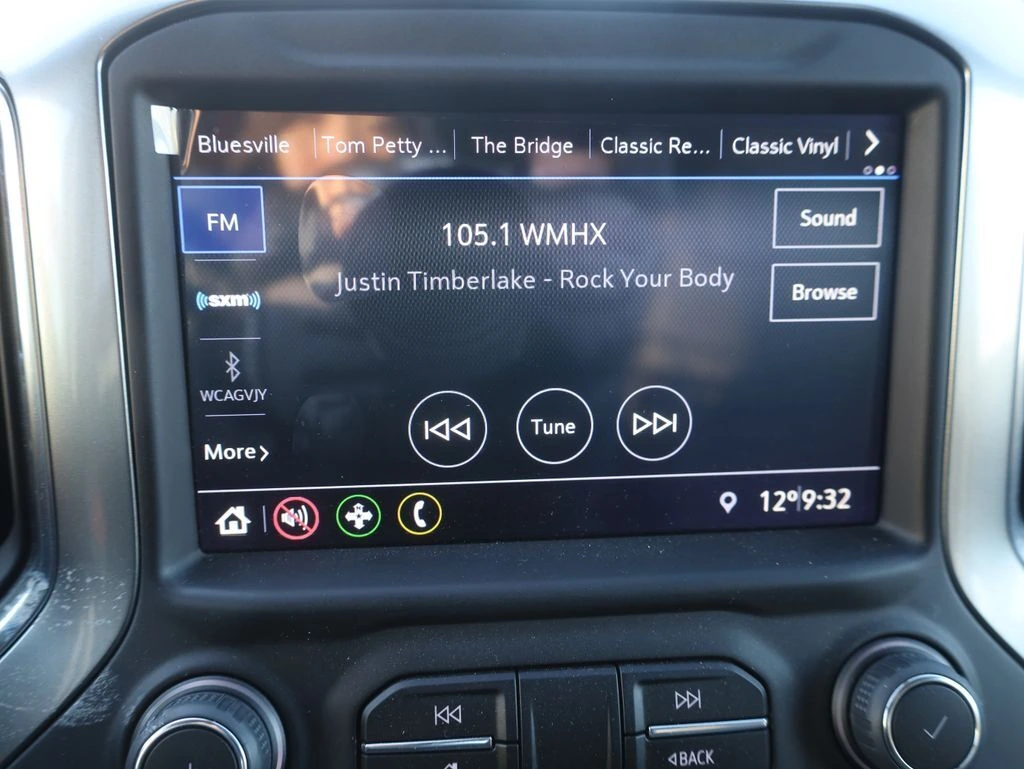 Bluesville Tom Petty ... The Bridge Classic Re... Classic Vinyl
FM
105.1 WMHX
Sound
Justin Timberlake - Rock Your Body
Browse
sxm
WCAGVJY
Tune
More
12° 9:32
BACK